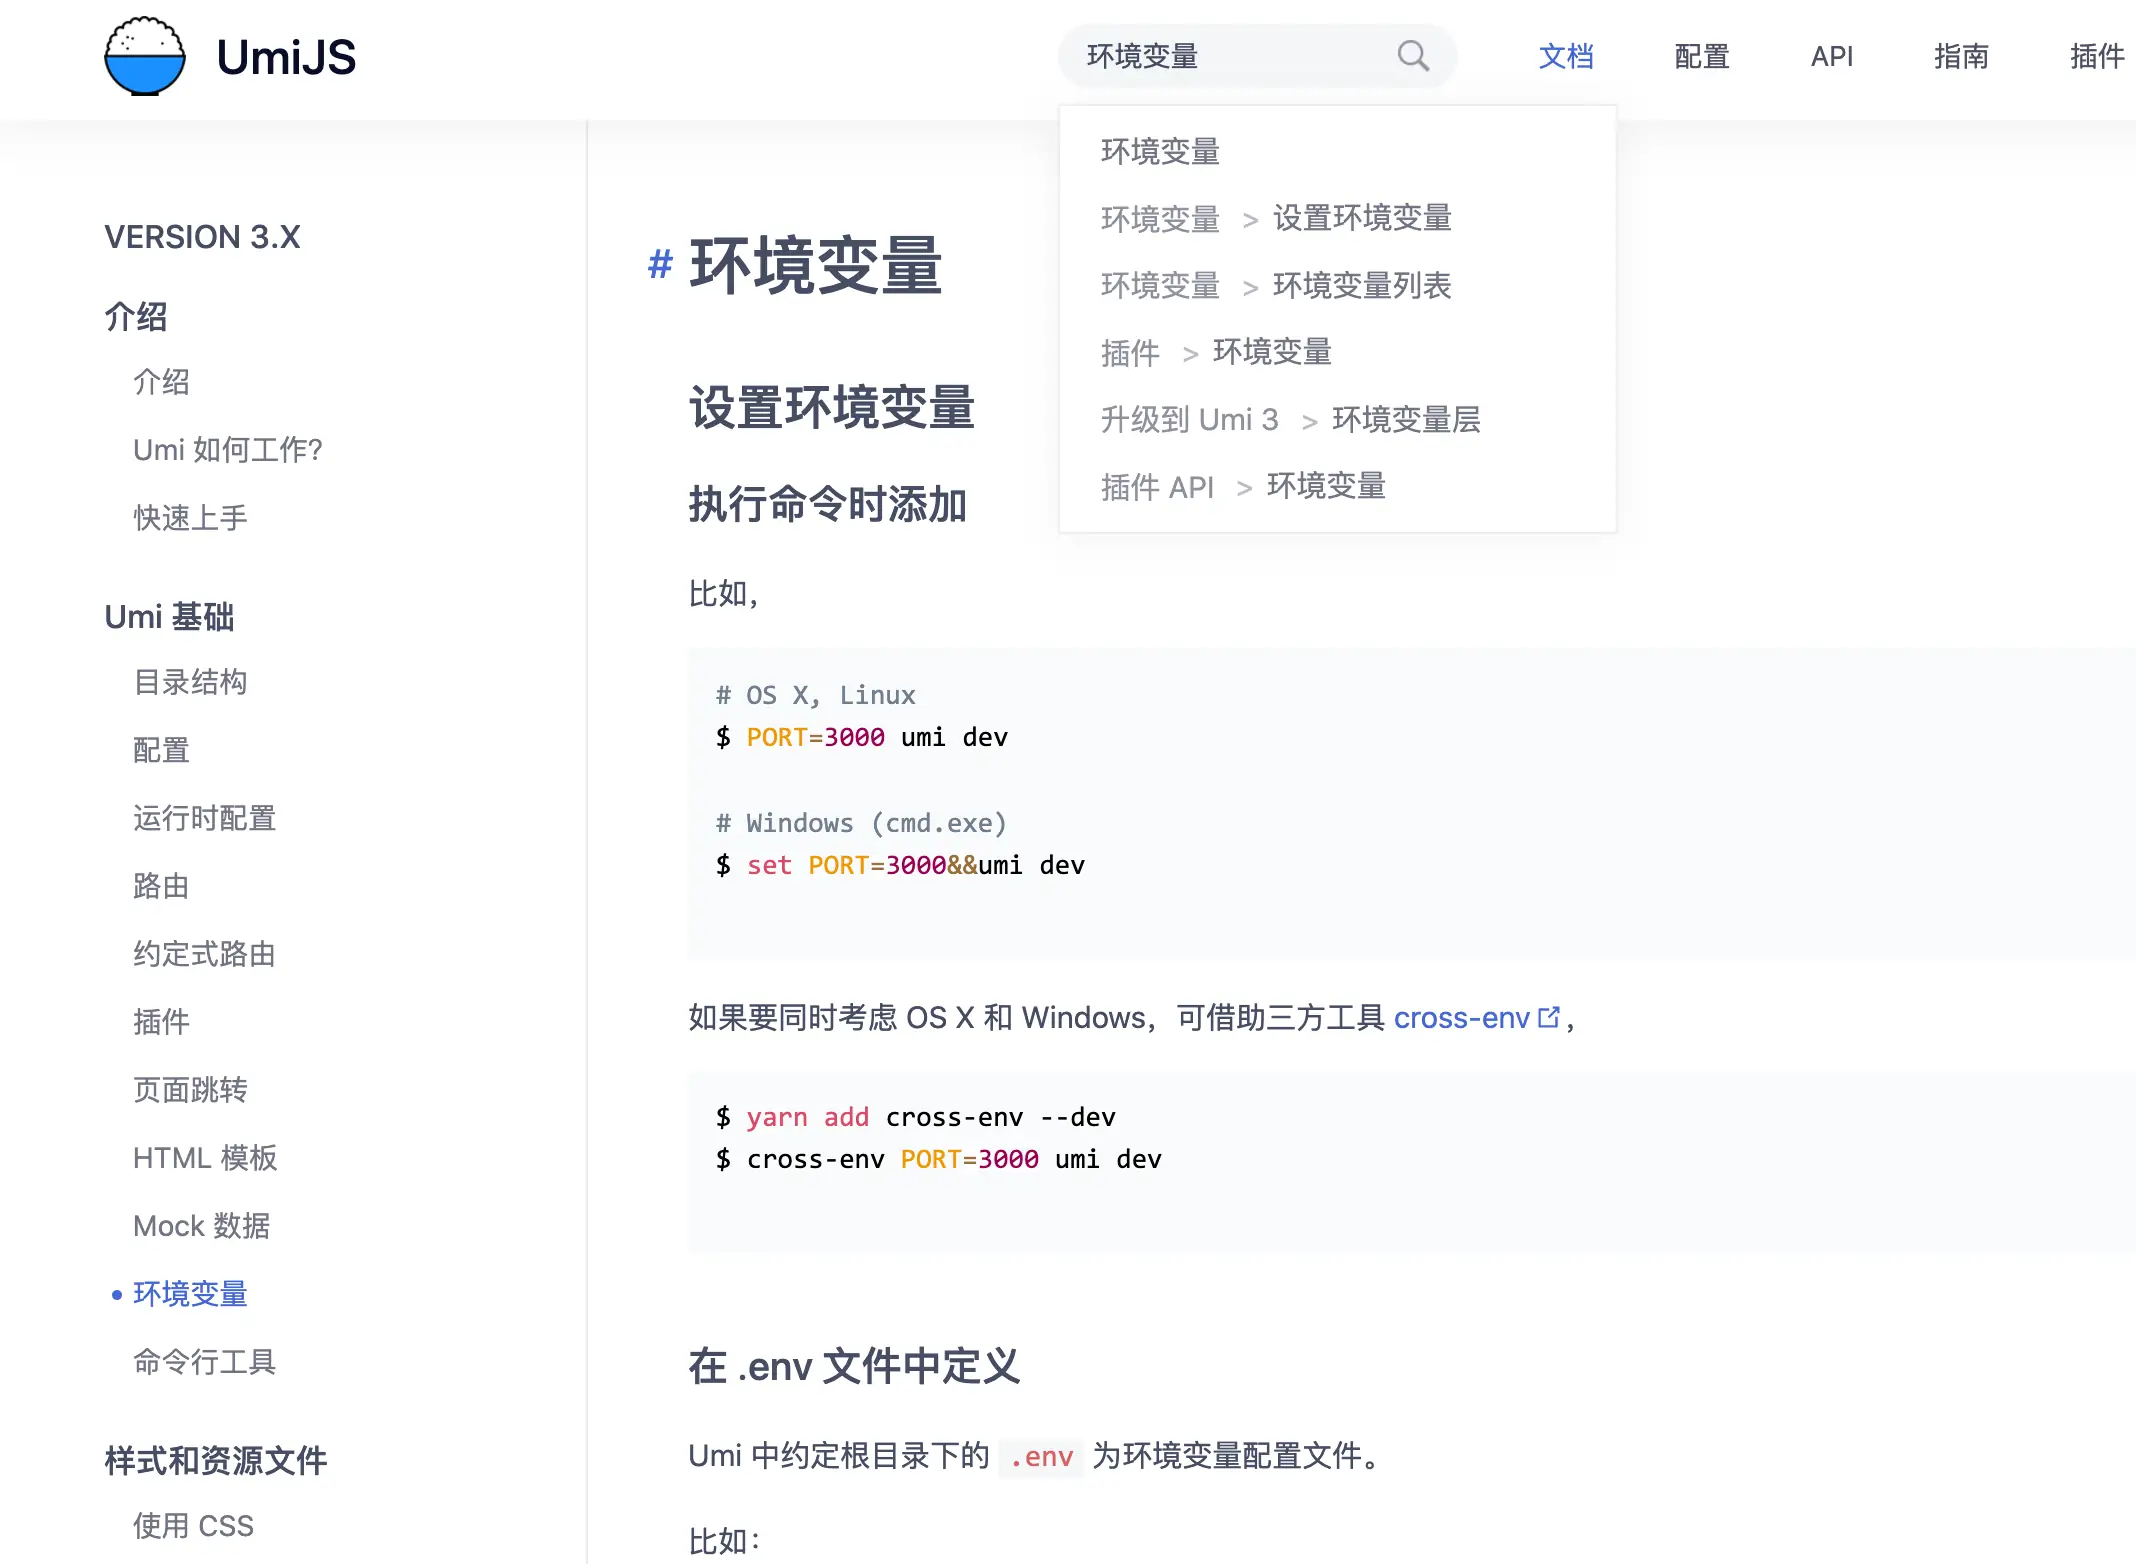 UmiJS
环境变量
文档 配置 API 指南 插件
环境变量
环境变量 > 设置环境变量
环境变量 > 环境变量列表
插件 > 环境变量
升级到 Umi 3 > 环境变量层
插件 API > 环境变量
VERSION 3.X
介绍
介绍
Umi 如何工作?
快速上手
Umi 基础
目录结构
配置
运行时配置
路由
约定式路由
插件
页面跳转
HTML 模板
Mock 数据
• 环境变量
命令行工具
样式和资源文件
使用 CSS
# 环境变量
设置环境变量
执行命令时添加
比如，
# OS X, Linux
$ PORT=3000 umi dev
# Windows (cmd.exe)
$ set PORT=3000&&umi dev
如果要同时考虑 OS X 和 Windows，可借助三方工具 cross-env，
$ yarn add cross-env --dev
$ cross-env PORT=3000 umi dev
在 .env 文件中定义
Umi 中约定根目录下的 .env 为环境变量配置文件。
比如：